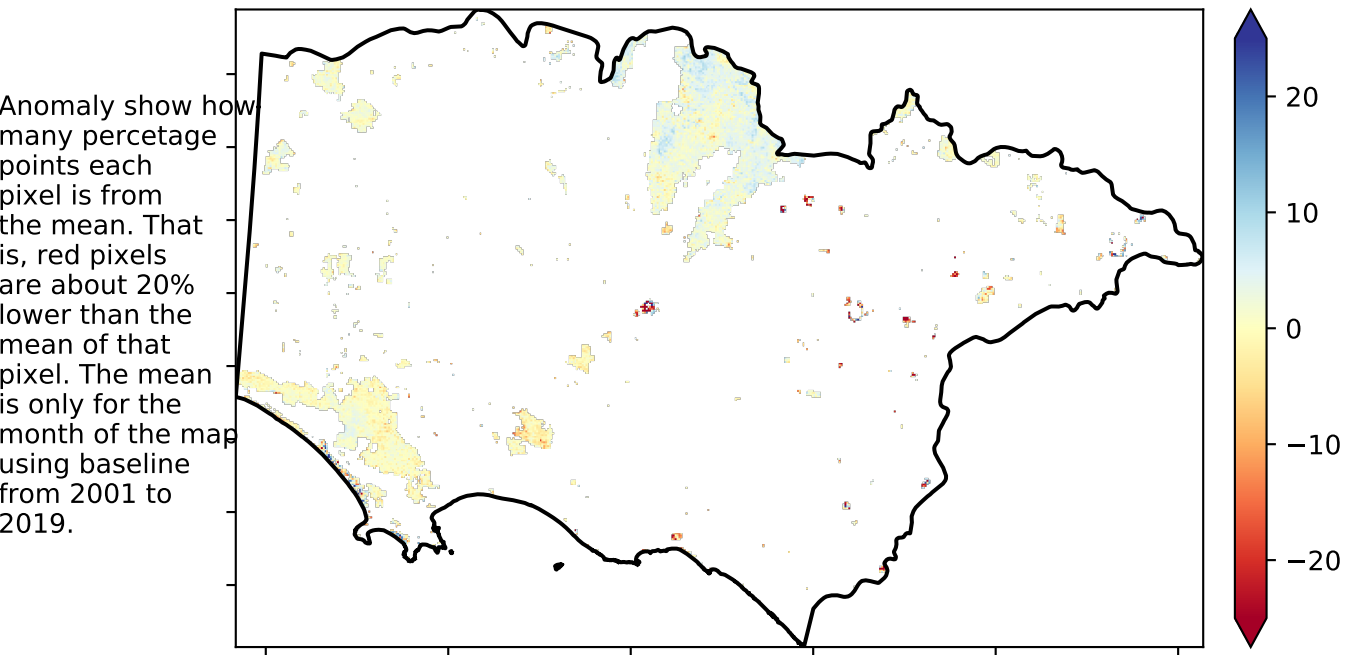 Anomaly show how
many percetage
points each
pixel is from
the mean. That
is, red pixels
are about 20%
lower than the
mean of that
pixel. The mean
is only for the
month of the map
using baseline
from 2001 to
2019.
20
10
0
−10
−20